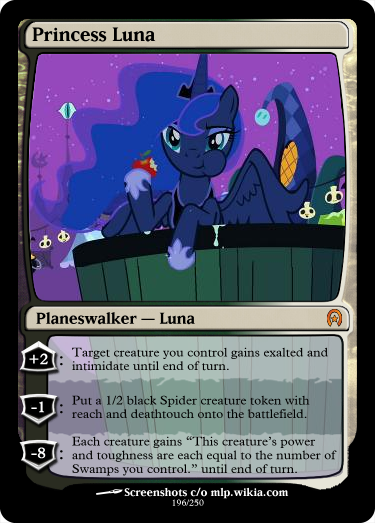 Princess Luna
Planeswalker — Luna
+2: Target creature you control gains exalted and
intimidate until end of turn.
-1: Put a 1/2 black Spider creature token with
reach and deathtouch onto the battlefield.
Each creature gains “This creature's power
-8: and toughness are each equal to the number of
Swamps you control.” until end of turn.
Screenshots c/o mlp.wikia.com
196/250